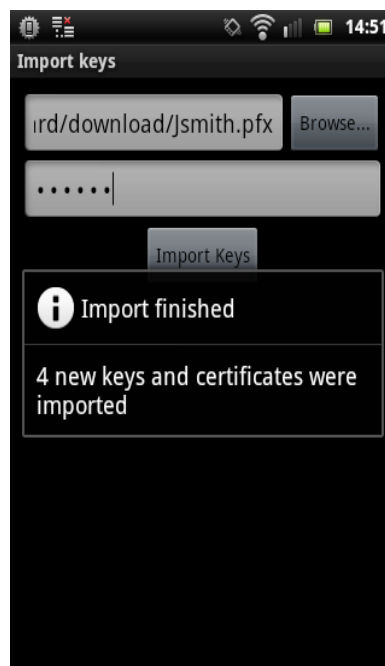 14:51
Import keys
ırd/download/Jsmith.pfx Browse...
••••••
Import Keys
Import finished
4 new keys and certificates were
imported